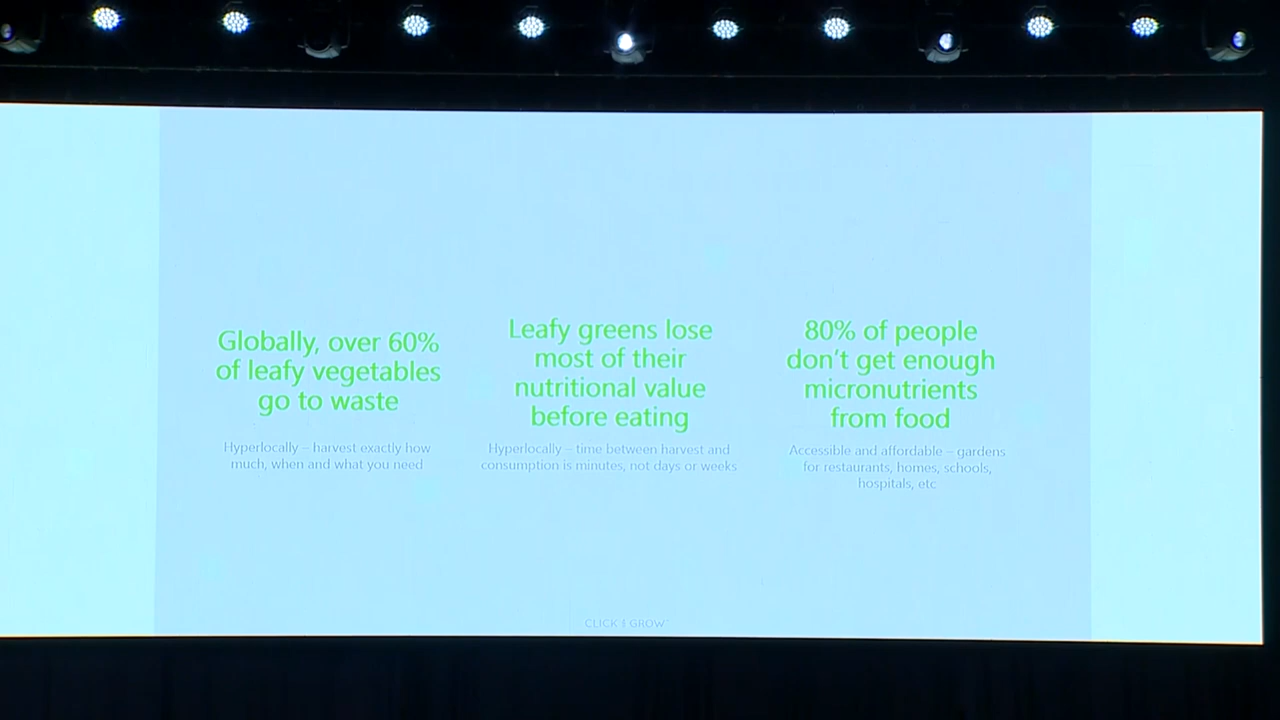 Globally, over 60%
of leafy vegetables
go to waste
Hyperlocally – harvest exactly how
much, when and what you need
Leafy greens lose
most of their
nutritional value
before eating
Hyperlocally – time between harvest and
consumption is minutes, not days or weeks
80% of people
don't get enough
micronutrients
from food
Accessible and affordable – gardens
for restaurants, homes, schools,
hospitals, etc
CLICK & GROW™